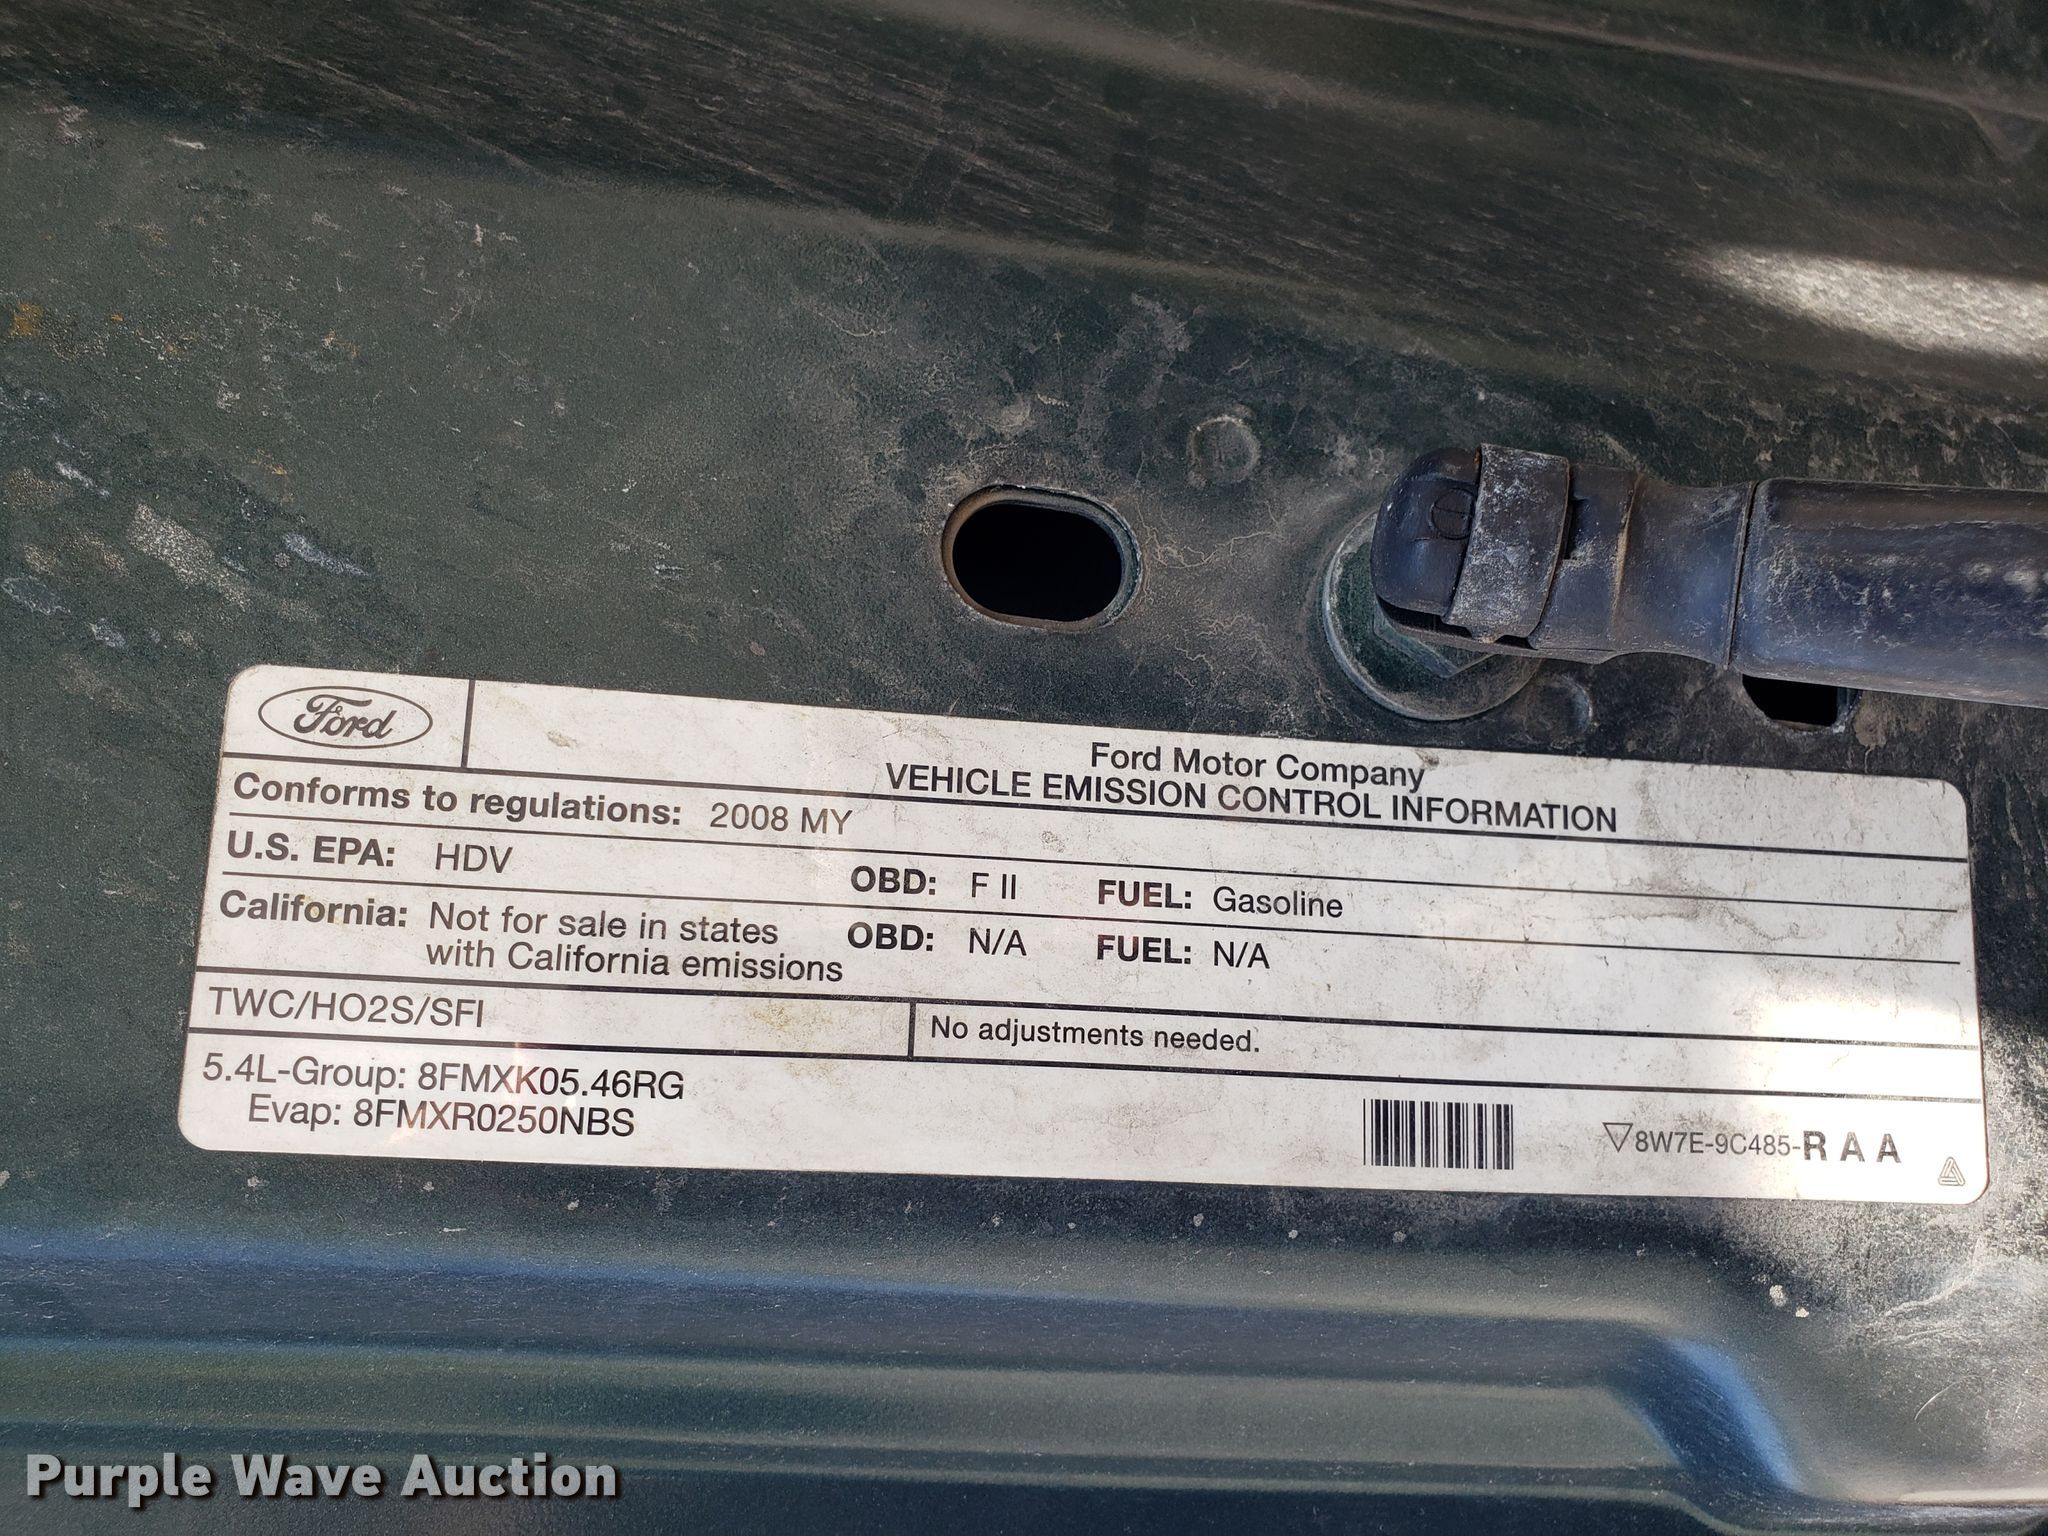 Ford
Ford Motor Company
VEHICLE EMISSION CONTROL INFORMATION
Conforms to regulations: 2008 MY
U.S. EPA: HDV OBD: F II FUEL: Gasoline
California: Not for sale in states OBD: N/A FUEL: N/A
with California emissions
TWC/HO2S/SFI No adjustments needed.
5.4L-Group: 8FMXK05.46RG
Evap: 8FMXR0250NBS
8W7E-9C485-R A A
Purple Wave Auction